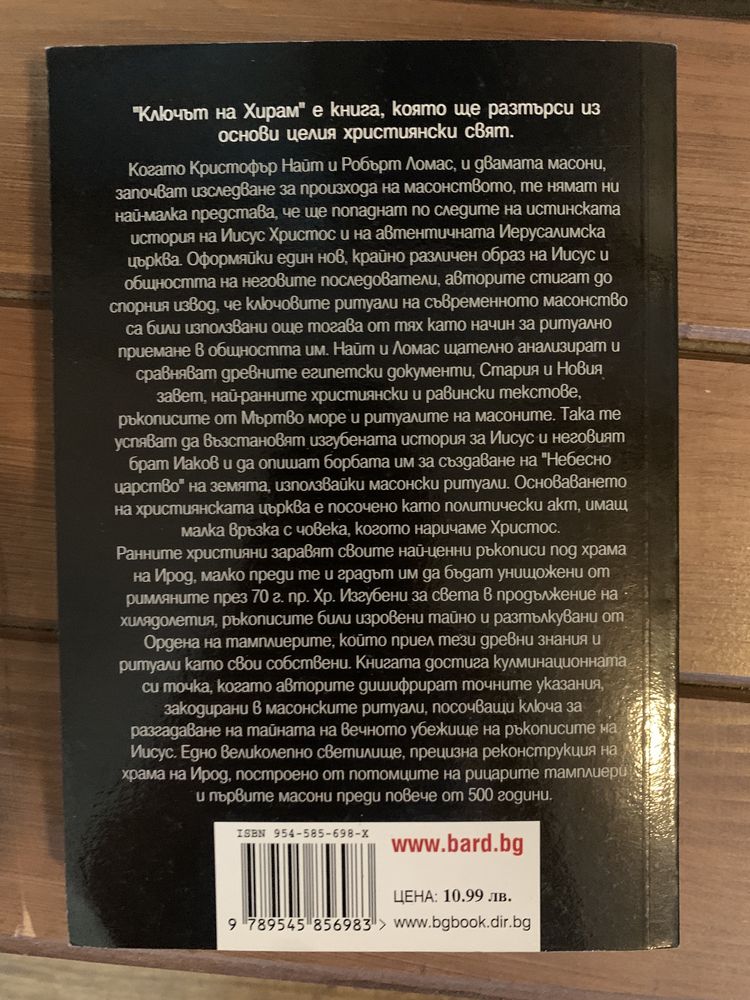 "Ключът на Хирам" е книга, която ще разтърси из
основи целия християнски свят.
Когато Кристофър Найт и Робърт Ломас, и двамата масони,
започват изследване за произхода на масонството, те нямат ни
най-малка представа, че ще попаднат по следите на истинската
история на Иисус Христос и на автентичната Иерусалимска
църква. Оформяйки един нов, крайно различен образ на Иисус и
общността на неговите последователи, авторите стигат до
спорния извод, че ключовите ритуали на съвременното масонство
са били използвани още тогава от тях като начин за ритуално
приемане в общността им. Найт и Ломас щателно анализират и
сравняват древните египетски документи, Стария и Новия
завет, най-ранните християнски и равински текстове,
ръкописите от Мъртво море и ритуалите на масоните. Така те
успяват да възстановят изгубената история за Иисус и неговият
брат Иаков и да опишат борбата им за създаване на "Небесно
царство" на земята, използвайки масонски ритуали. Основаването
на християнската църква е посочено като политически акт, имащ
малка връзка с човека, когото наричаме Христос.
Ранните християни заравят своите най-ценни ръкописи под храма
на Ирод, малко преди те и градът им да бъдат унищожени от
римляните през 70 г. пр. Хр. Изгубени за света в продължение на
хилядолетия, ръкописите били изровени тайно и разтълкувани от
Ордена на тамплиерите, който приел тези древни знания и
ритуали като свои собствени. Книгата достига кулминационната
си точка, когато авторите дишифрират точните указания,
закодирани в масонските ритуали, посочващи ключа за
разгадаване на тайната на вечното убежище на ръкописите на
Иисус. Едно великолепно светилище, прецизна реконструкция на
храма на Ирод, построено от потомците на рицарите тамплиери
и първите масони преди повече от 500 години.
ISBN 954-585-698-X
www.bard.bg
ЦЕНА: 10.99 лв.
9 789545 856983 >
www.bgbook.dir.bg